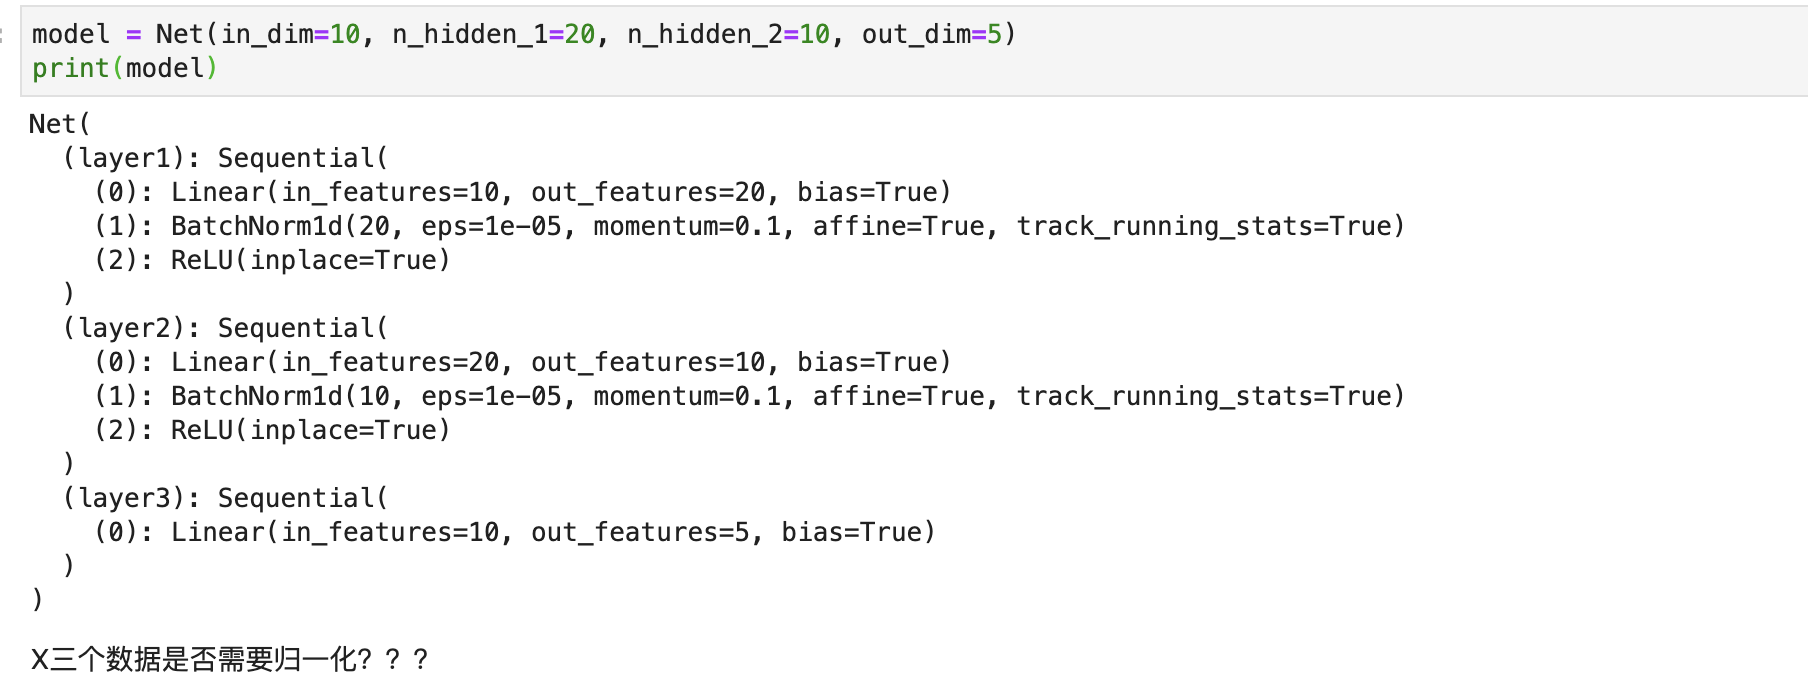 model = Net(in_dim=10, n_hidden_1=20, n_hidden_2=10, out_dim=5)
print(model)
Net(
  (layer1): Sequential(
    (0): Linear(in_features=10, out_features=20, bias=True)
    (1): BatchNorm1d(20, eps=1e-05, momentum=0.1, affine=True, track_running_stats=True)
    (2): ReLU(inplace=True)
  )
  (layer2): Sequential(
    (0): Linear(in_features=20, out_features=10, bias=True)
    (1): BatchNorm1d(10, eps=1e-05, momentum=0.1, affine=True, track_running_stats=True)
    (2): ReLU(inplace=True)
  )
  (layer3): Sequential(
    (0): Linear(in_features=10, out_features=5, bias=True)
  )
)
X三个数据是否需要归一化？？？